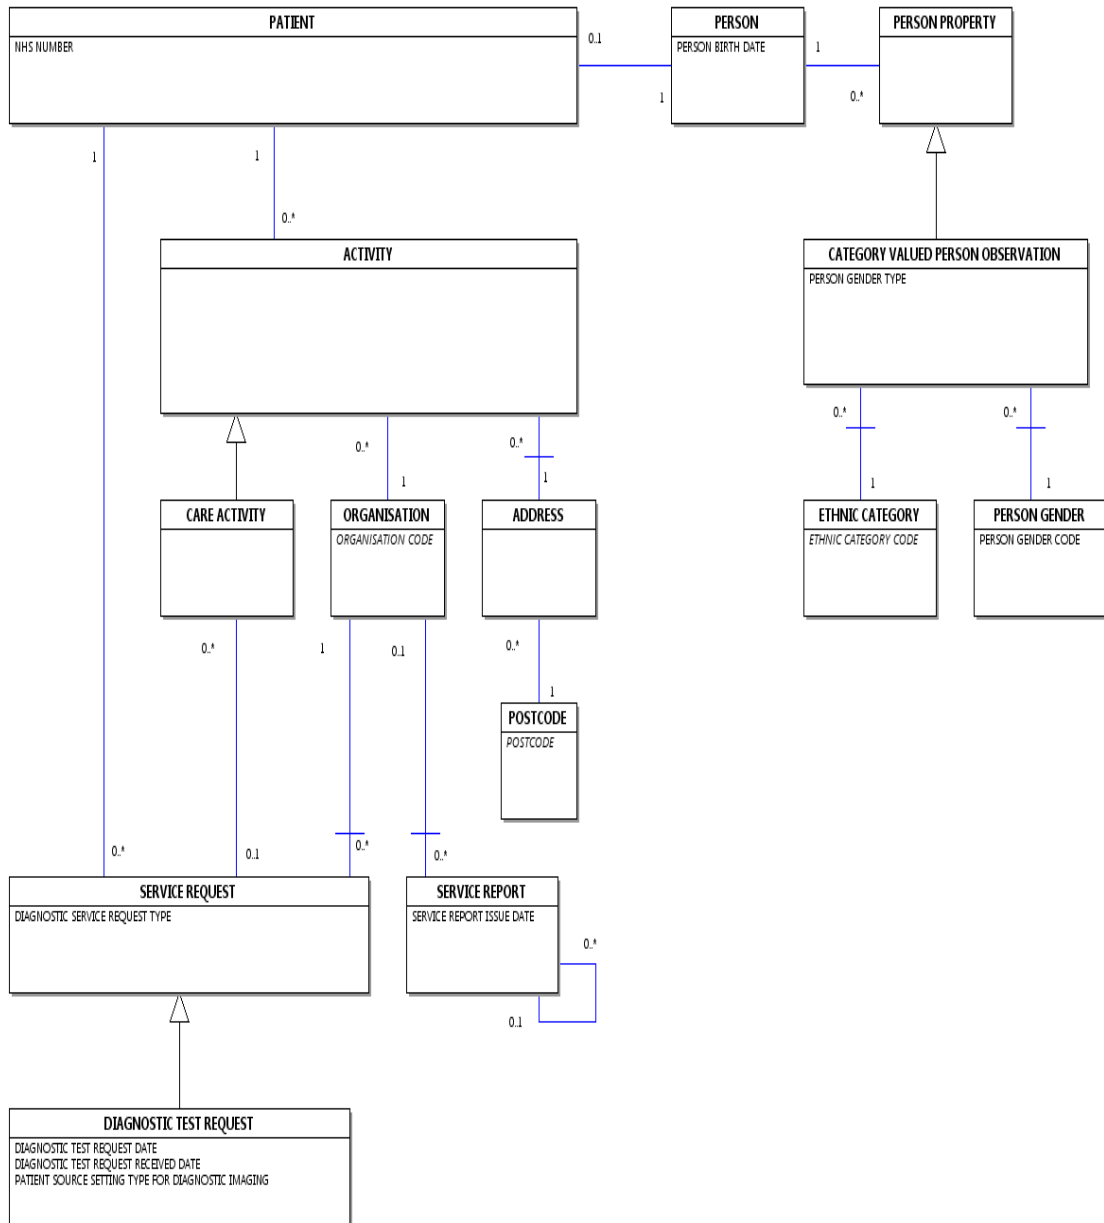 PATIENT
NHS NUMBER
PERSON
PERSON BIRTH DATE
PERSON PROPERTY
0..1
1
1
0..*
1
1
0..*
ACTIVITY
CATEGORY VALUED PERSON OBSERVATION
PERSON GENDER TYPE
0..*
1
0..*
1
0..*
1
0..*
1
CARE ACTIVITY
ORGANISATION
ORGANISATION CODE
ADDRESS
ETHNIC CATEGORY
ETHNIC CATEGORY CODE
PERSON GENDER
PERSON GENDER CODE
0..*
1
0..1
0..*
1
POSTCODE
POSTCODE
0..*
0..1
0..*
0..*
SERVICE REQUEST
DIAGNOSTIC SERVICE REQUEST TYPE
SERVICE REPORT
SERVICE REPORT ISSUE DATE
0..*
0..1
DIAGNOSTIC TEST REQUEST
DIAGNOSTIC TEST REQUEST DATE
DIAGNOSTIC TEST REQUEST RECEIVED DATE
PATIENT SOURCE SETTING TYPE FOR DIAGNOSTIC IMAGING